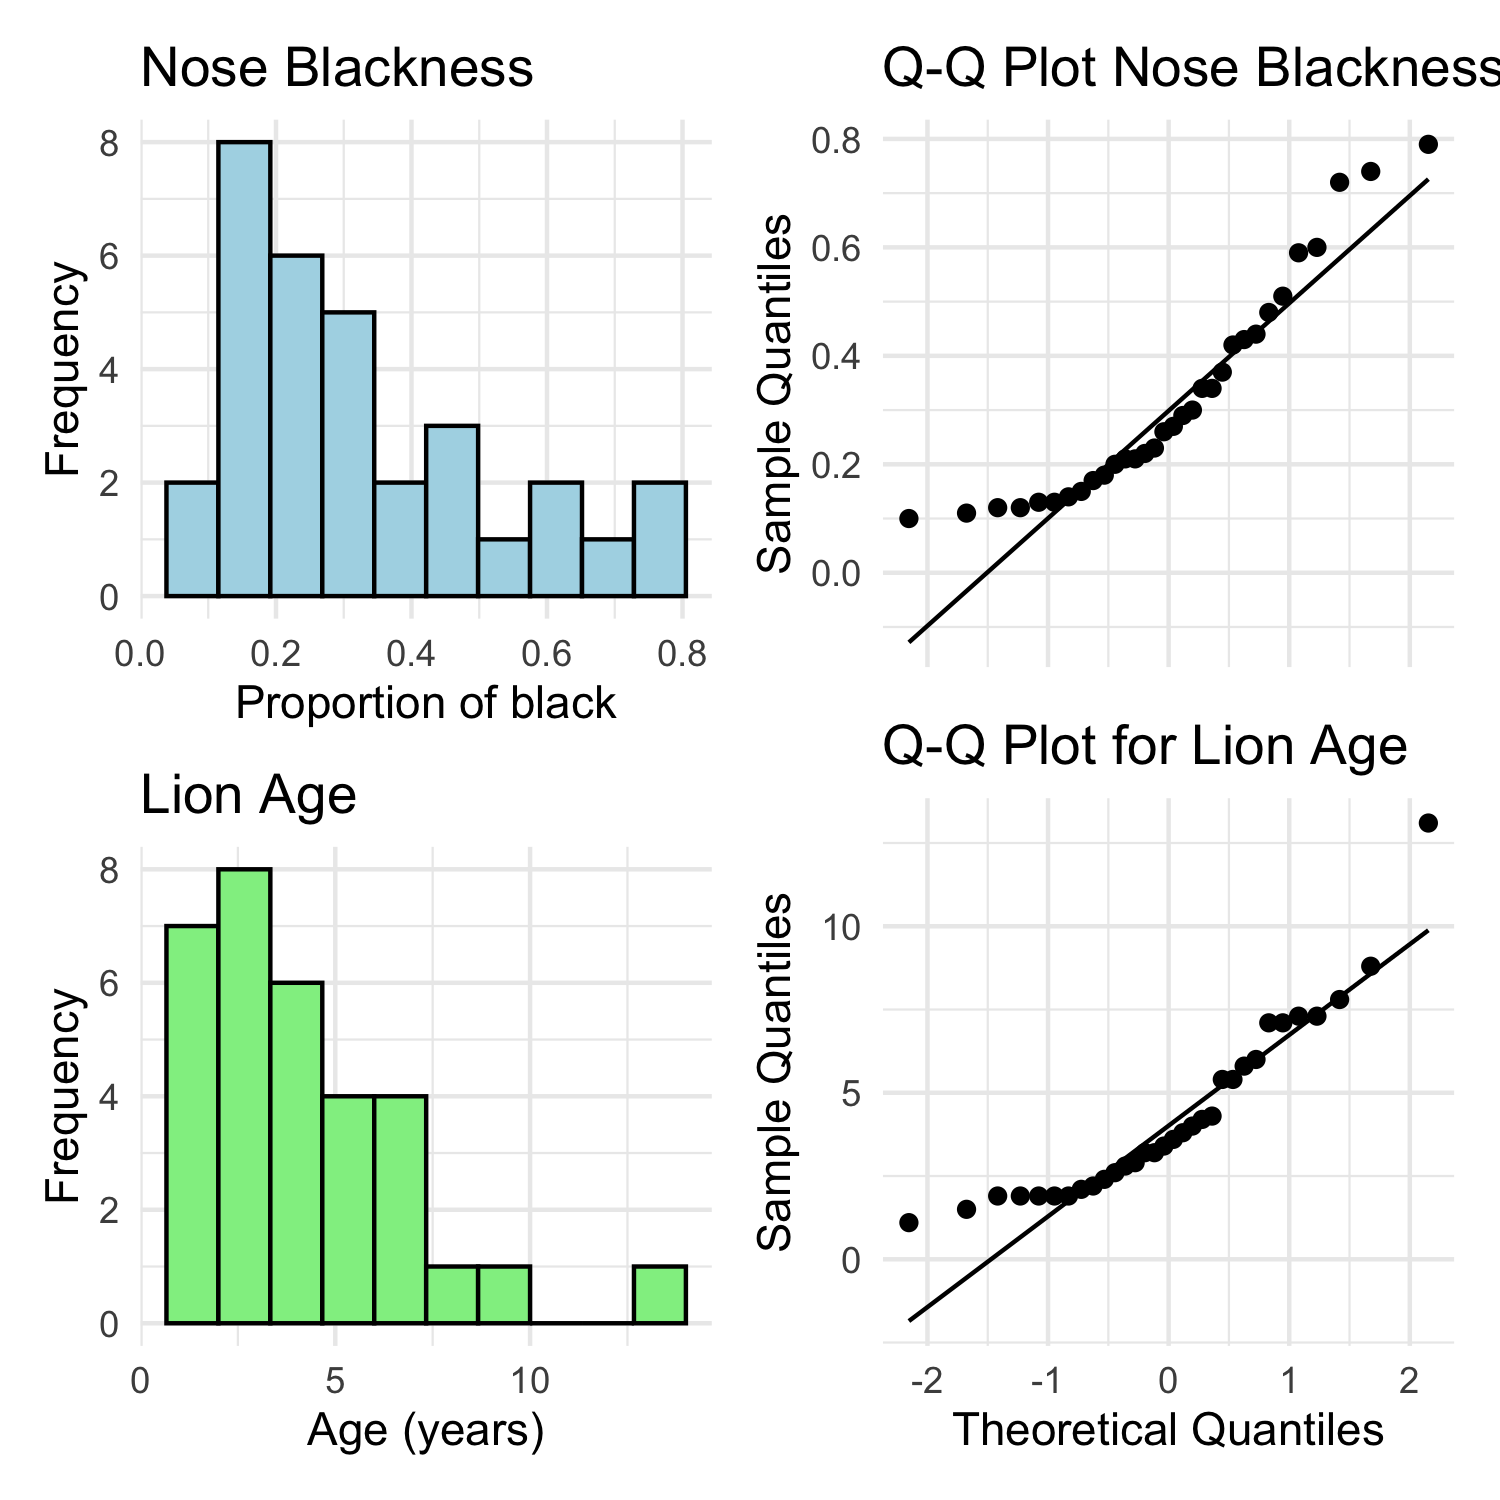 Nose Blackness
8
6
4
2
0
Frequency
0.0 0.2 0.4 0.6 0.8
Proportion of black
Q-Q Plot Nose Blackness
0.8
0.6
0.4
0.2
0.0
Sample Quantiles
Lion Age
8
6
4
2
0
Frequency
0 5 10
Age (years)
Q-Q Plot for Lion Age
10
5
0
Sample Quantiles
-2 -1 0 1 2
Theoretical Quantiles